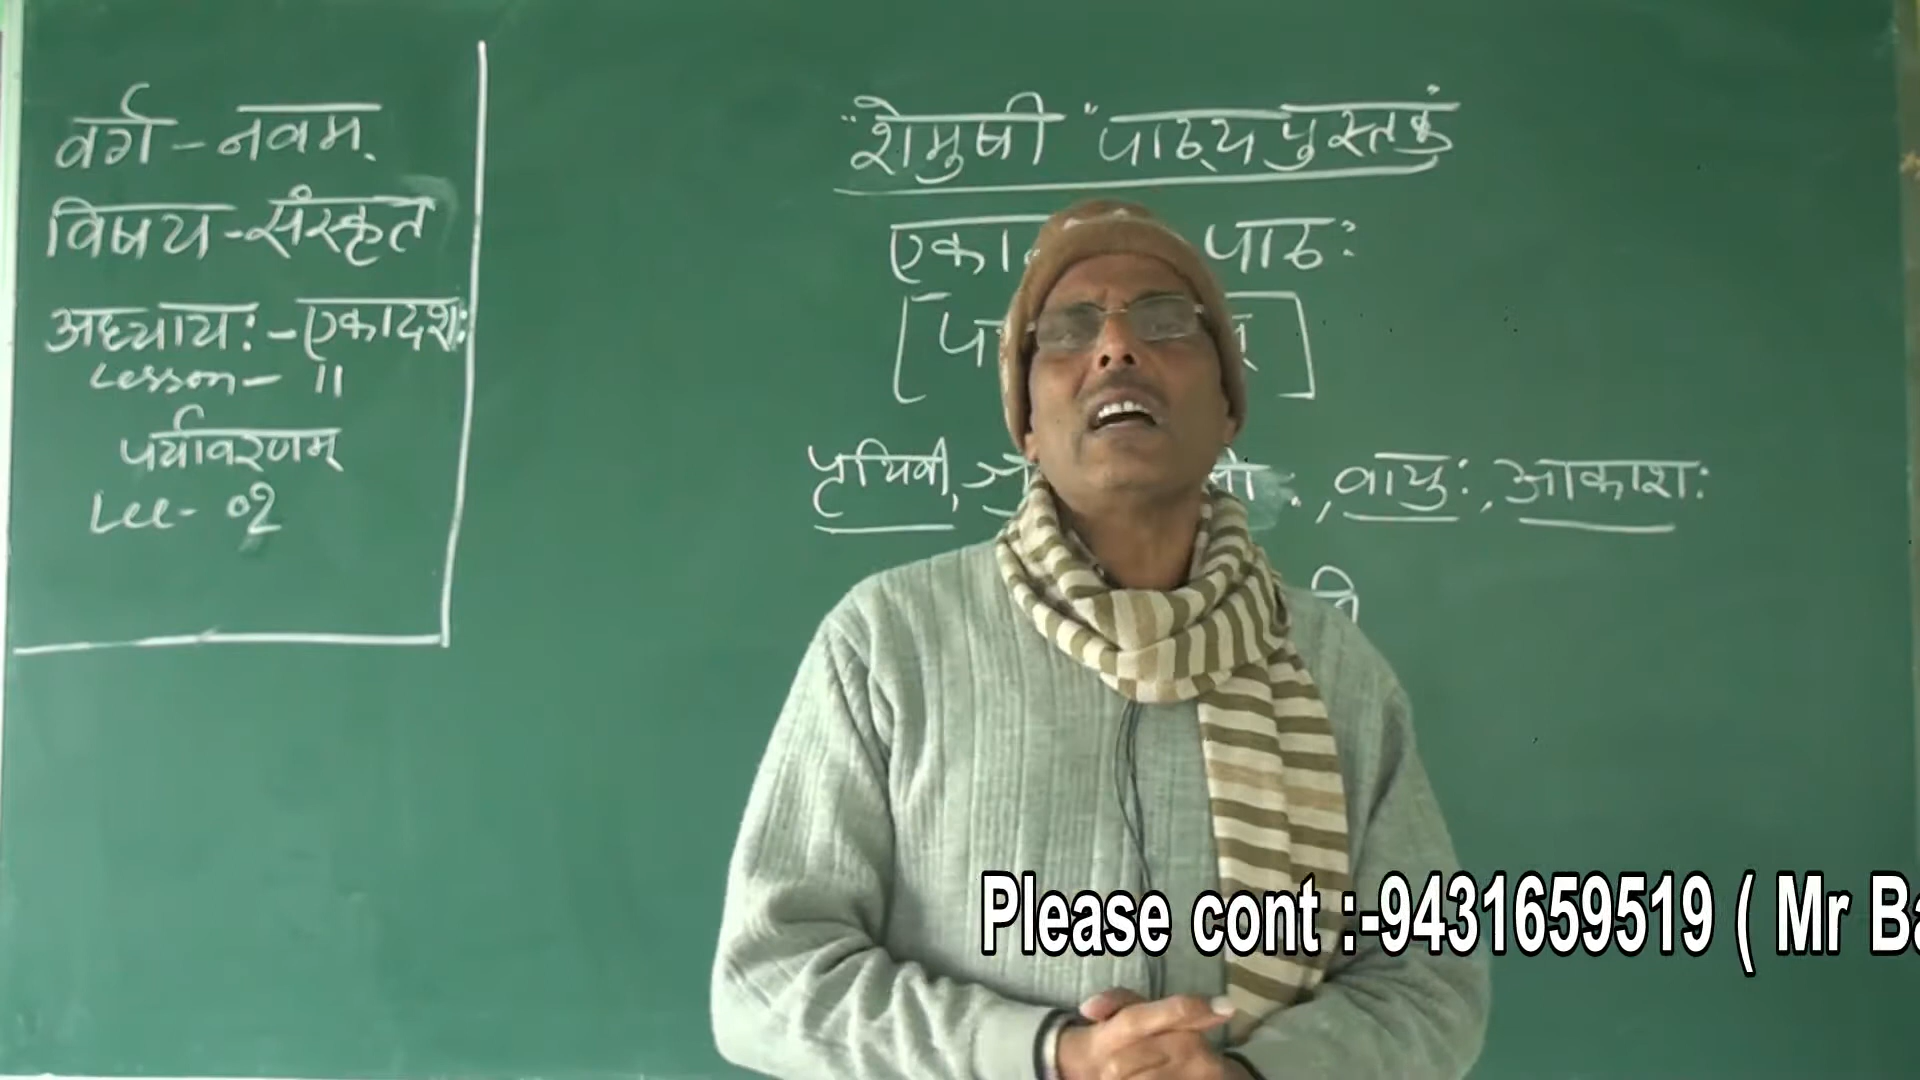 वर्ग - नवम्
विषय - संस्कृत
अध्यायः - एकादशः
Lesson - 11
पर्यावरणम्
Lec - 02
"शेमुषी" पाठ्यपुस्तकं
पाठः
पृथिवी, वायुः, आकाशः
Please cont :-9431659519 ( Mr